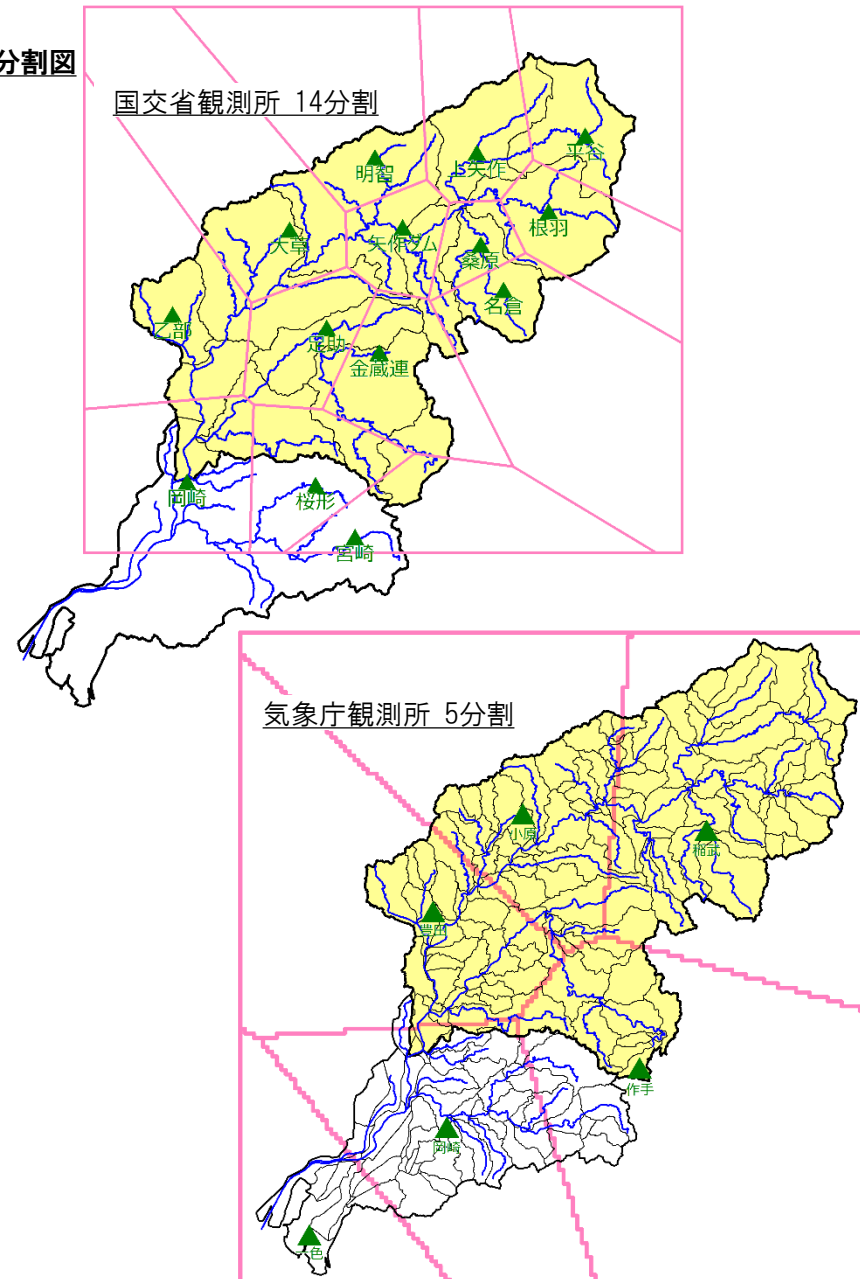 分割図
国交省観測所 14分割
明智
上矢作
平谷
大草
矢作ダム
桑原
根羽
名倉
乙部
足助
金蔵連
岡崎
桜形
宮崎
気象庁観測所 5分割
小原
稲武
豊田
作手
岡崎
一色